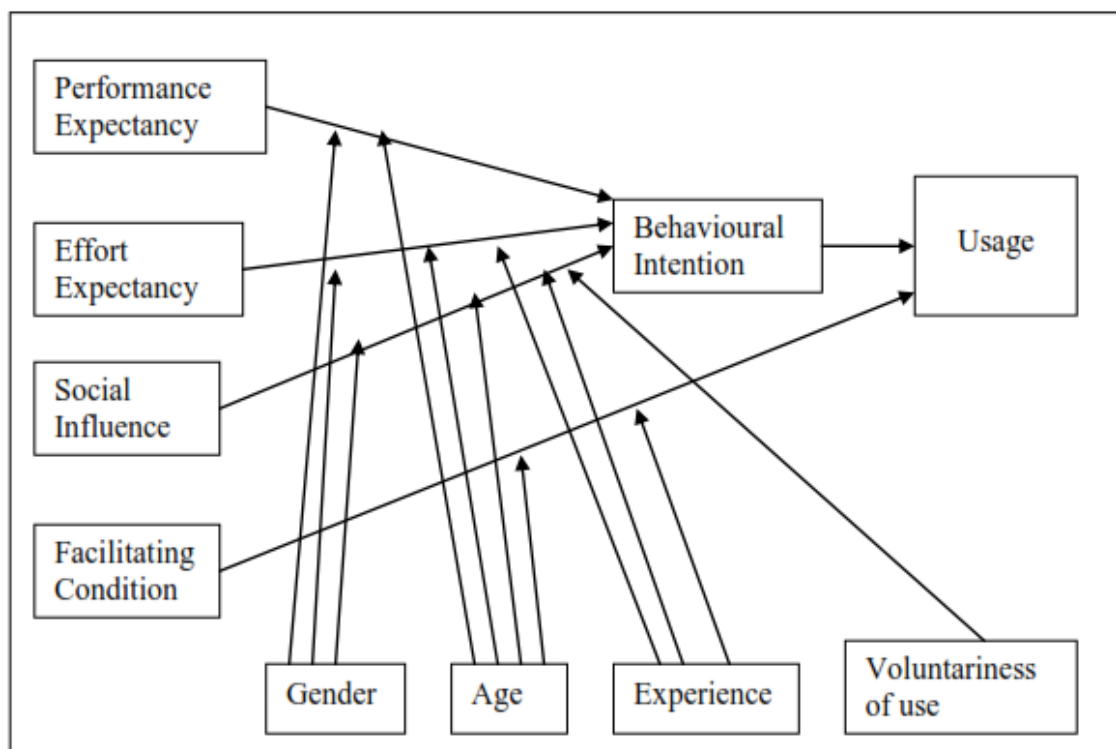 Performance
Expectancy
Effort
Expectancy
Behavioural
Intention
Usage
Social
Influence
Facilitating
Condition
Gender
Age
Experience
Voluntariness
of use